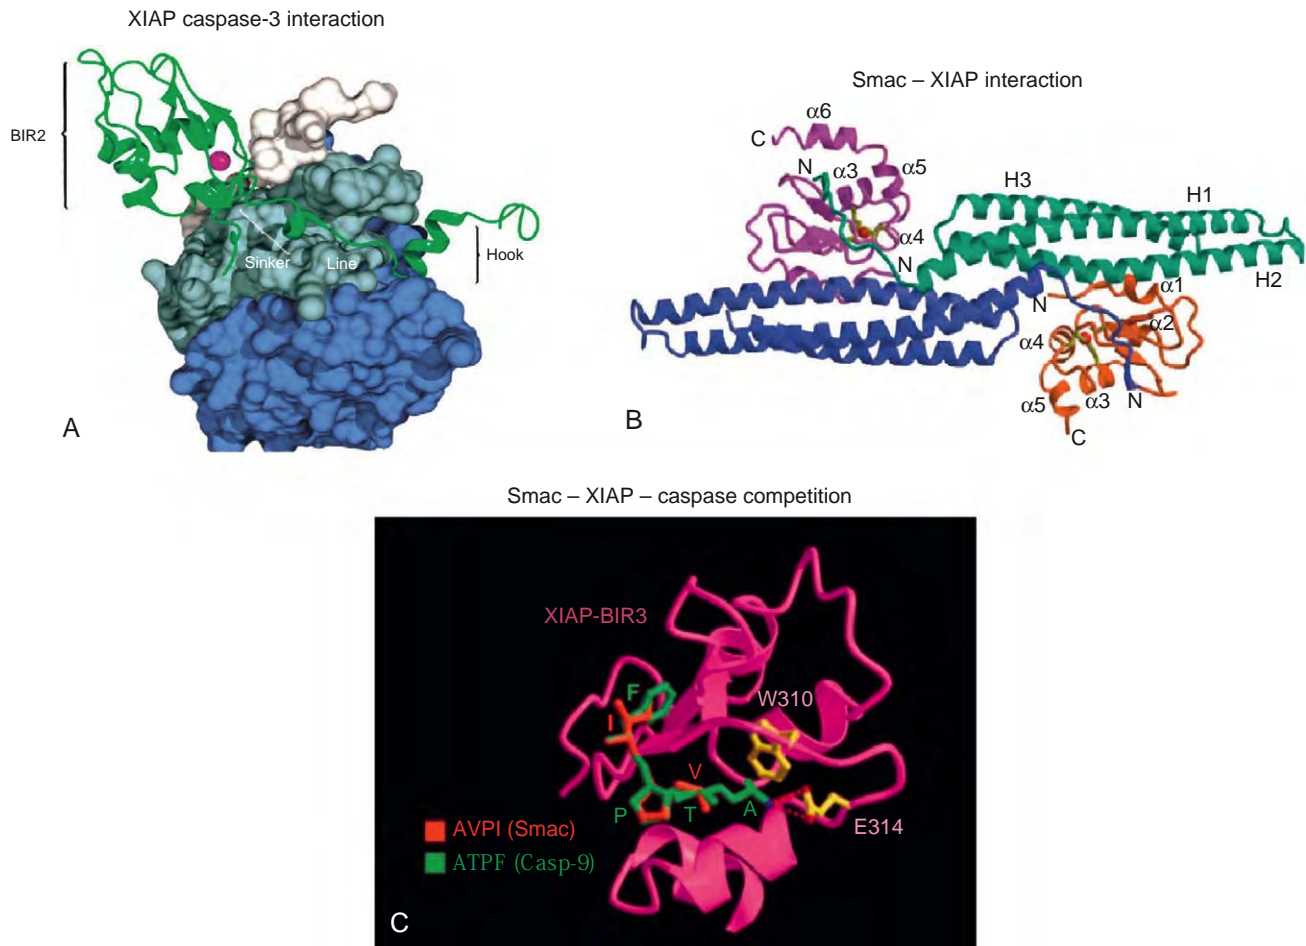 XIAP caspase-3 interaction
BIR2
Sinker
Line
Hook
A
Smac – XIAP interaction
α6
C
N
α3
α5
α4
N
H3
H1
H2
N
α1
α2
α4
α5
α3
N
C
B
Smac – XIAP – caspase competition
XIAP-BIR3
F
I
W310
V
P
T
A
E314
AVPI (Smac)
ATPF (Casp-9)
C